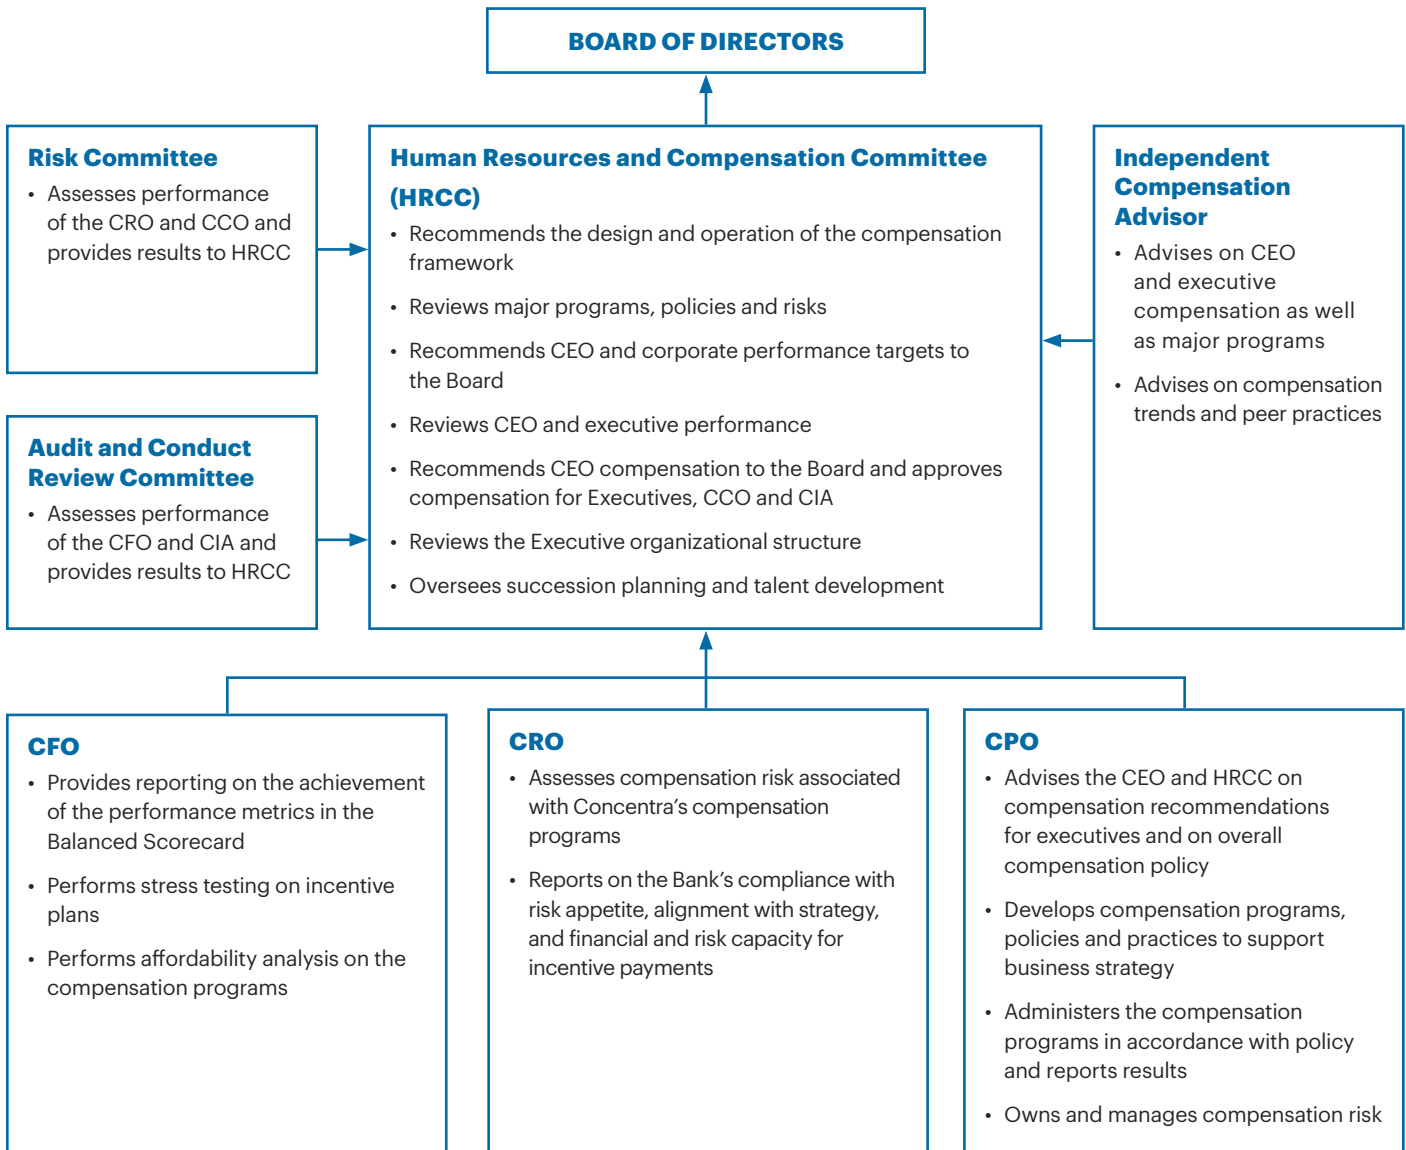 BOARD OF DIRECTORS
Risk Committee
• Assesses performance
of the CRO and CCO and
provides results to HRCC
Audit and Conduct
Review Committee
• Assesses performance
of the CFO and CIA and
provides results to HRCC
Human Resources and Compensation Committee
(HRCC)
• Recommends the design and operation of the compensation
framework
• Reviews major programs, policies and risks
• Recommends CEO and corporate performance targets to
the Board
• Reviews CEO and executive performance
• Recommends CEO compensation to the Board and approves
compensation for Executives, CCO and CIA
• Reviews the Executive organizational structure
• Oversees succession planning and talent development
Independent
Compensation
Advisor
• Advises on CEO
and executive
compensation as well
as major programs
• Advises on compensation
trends and peer practices
CFO
• Provides reporting on the achievement
of the performance metrics in the
Balanced Scorecard
• Performs stress testing on incentive
plans
• Performs affordability analysis on the
compensation programs
CRO
• Assesses compensation risk associated
with Concentra’s compensation
programs
• Reports on the Bank’s compliance with
risk appetite, alignment with strategy,
and financial and risk capacity for
incentive payments
CPO
• Advises the CEO and HRCC on
compensation recommendations
for executives and on overall
compensation policy
• Develops compensation programs,
policies and practices to support
business strategy
• Administers the compensation
programs in accordance with policy
and reports results
• Owns and manages compensation risk